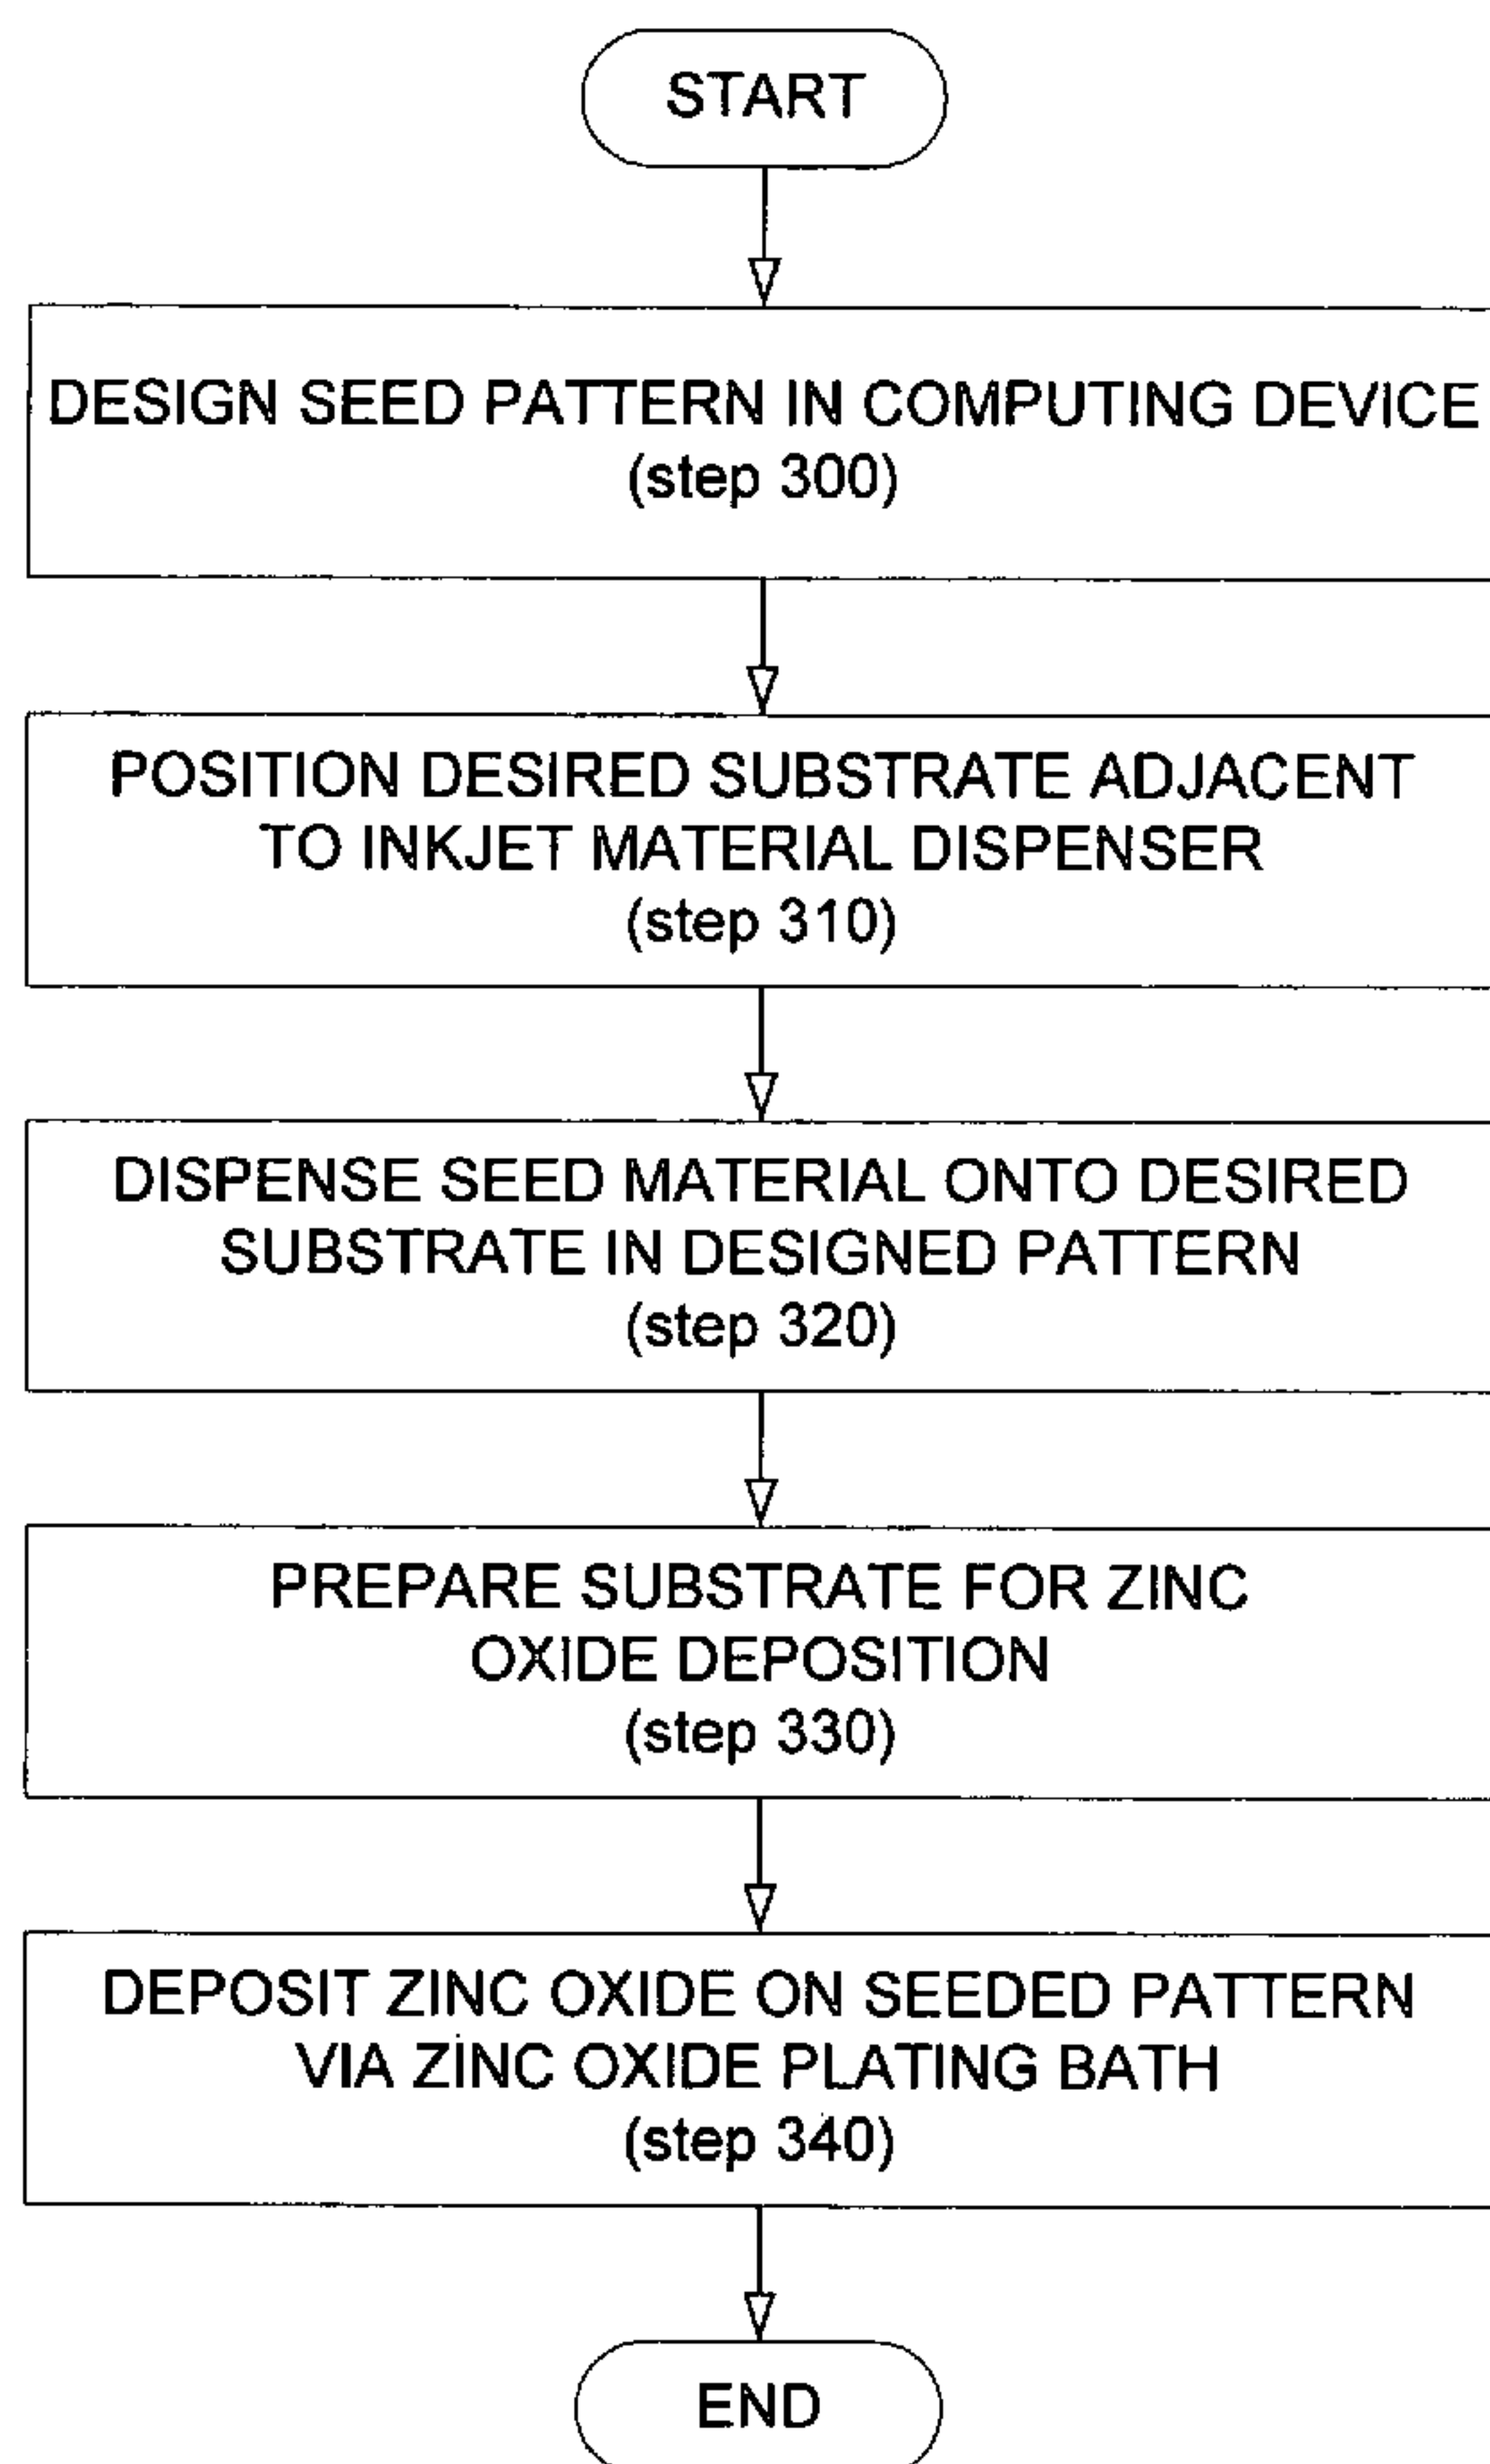 START
DESIGN SEED PATTERN IN COMPUTING DEVICE
(step 300)
POSITION DESIRED SUBSTRATE ADJACENT
TO INKJET MATERIAL DISPENSER
(step 310)
DISPENSE SEED MATERIAL ONTO DESIRED
SUBSTRATE IN DESIGNED PATTERN
(step 320)
PREPARE SUBSTRATE FOR ZINC
OXIDE DEPOSITION
(step 330)
DEPOSIT ZINC OXIDE ON SEEDED PATTERN
VIA ZINC OXIDE PLATING BATH
(step 340)
END